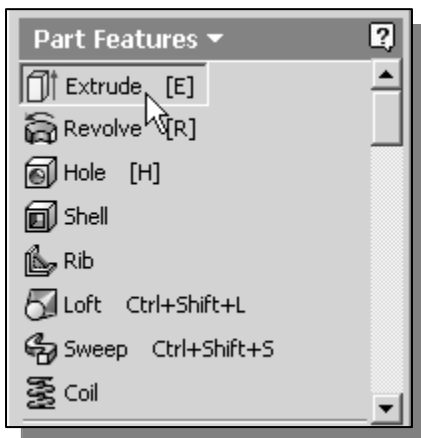 Part Features
Extrude [E]
Revolve [R]
Hole [H]
Shell
Rib
Loft Ctrl+Shift+L
Sweep Ctrl+Shift+S
Coil